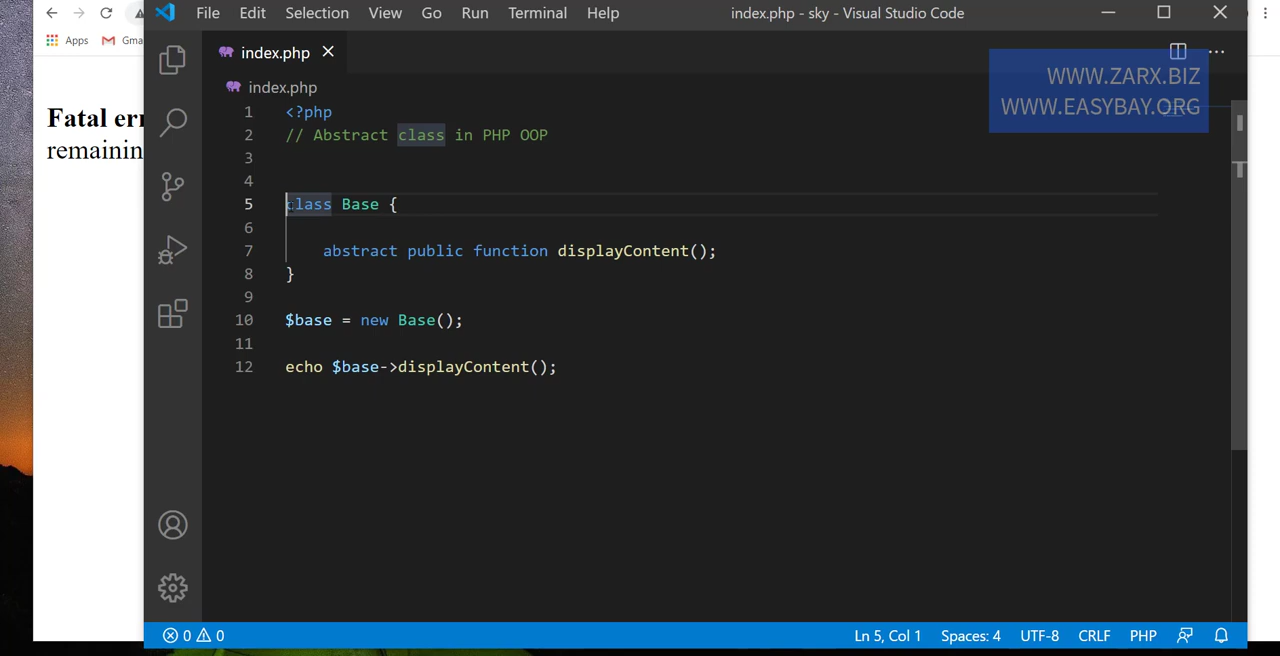 File Edit Selection View Go Run Terminal Help index.php - sky - Visual Studio Code
Apps
index.php
WWW.ZARX.BIZ
WWW.EASYBAY.ORG
index.php
Fatal
remainin
1 <?php
2 // Abstract class in PHP OOP
3
4
5 class Base {
6
7 abstract public function displayContent();
8 }
9
10 $base = new Base();
11
12 echo $base->displayContent();
0 0 Ln 5, Col 1 Spaces: 4 UTF-8 CRLF PHP